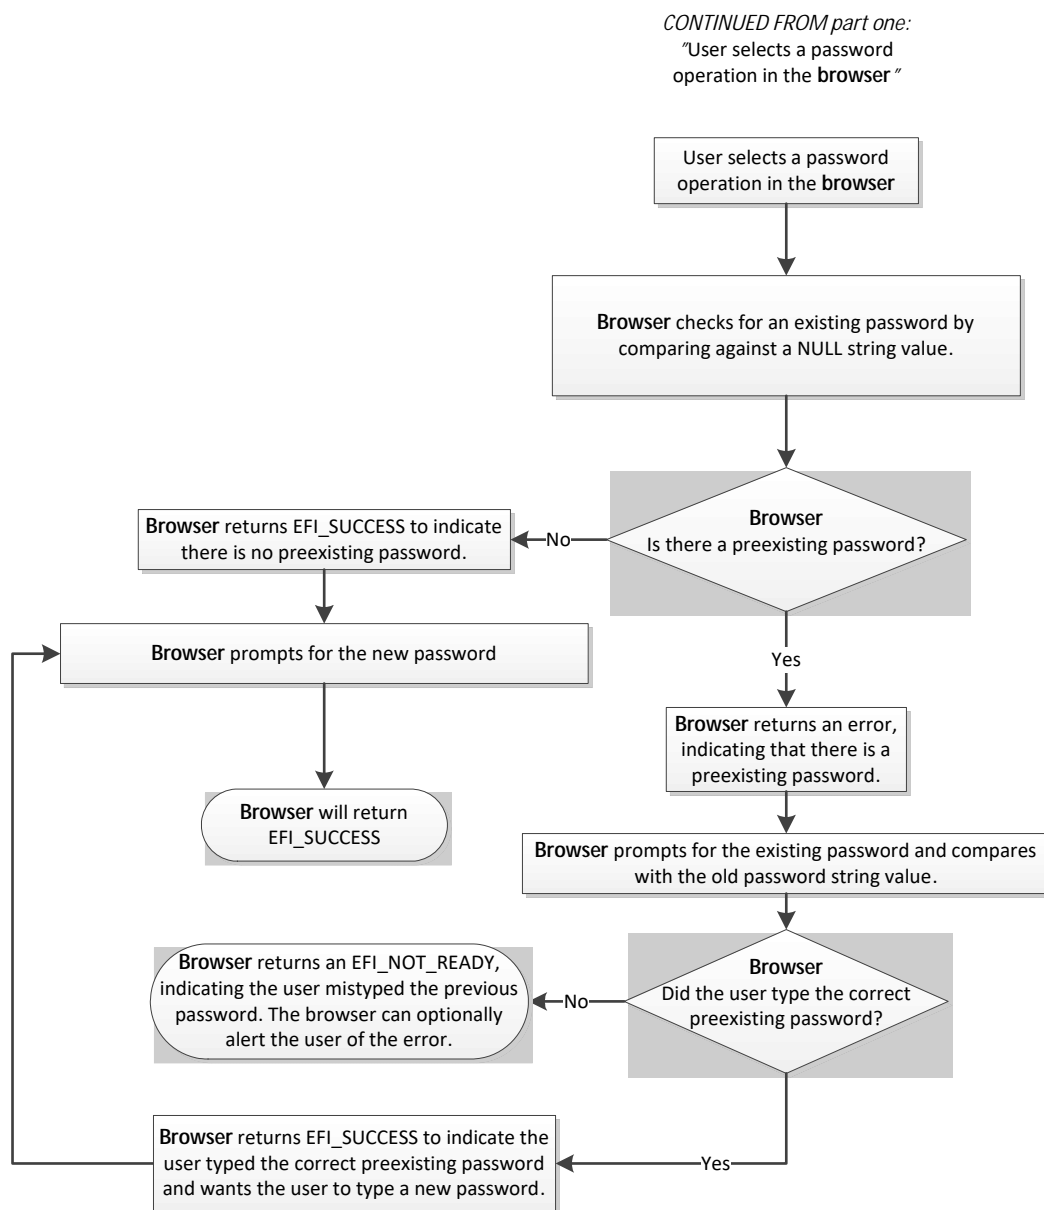 CONTINUED FROM part one:
"User selects a password
operation in the browser "
User selects a password
operation in the browser
Browser checks for an existing password by
comparing against a NULL string value.
Browser
Is there a preexisting password?
No
Browser returns EFI_SUCCESS to indicate
there is no preexisting password.
Browser prompts for the new password
Browser will return
EFI_SUCCESS
Yes
Browser returns an error,
indicating that there is a
preexisting password.
Browser prompts for the existing password and compares
with the old password string value.
Browser
Did the user type the correct
preexisting password?
No
Browser returns an EFI_NOT_READY,
indicating the user mistyped the previous
password. The browser can optionally
alert the user of the error.
Yes
Browser returns EFI_SUCCESS to indicate the
user typed the correct preexisting password
and wants the user to type a new password.